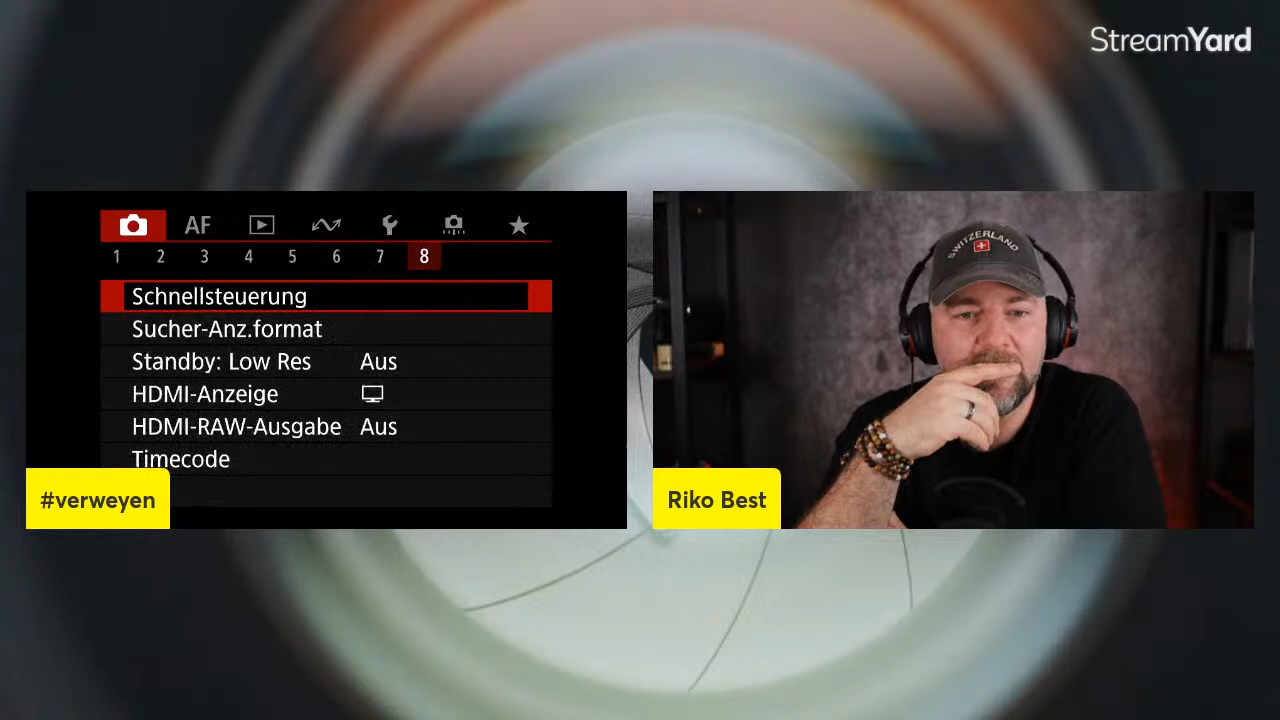 StreamYard
AF
1 2 3 4 5 6 7 8
Schnellsteuerung
Sucher-Anz.format
Standby: Low Res Aus
HDMI-Anzeige
HDMI-RAW-Ausgabe Aus
Timecode
#verweyen
SWITZERLAND
Riko Best